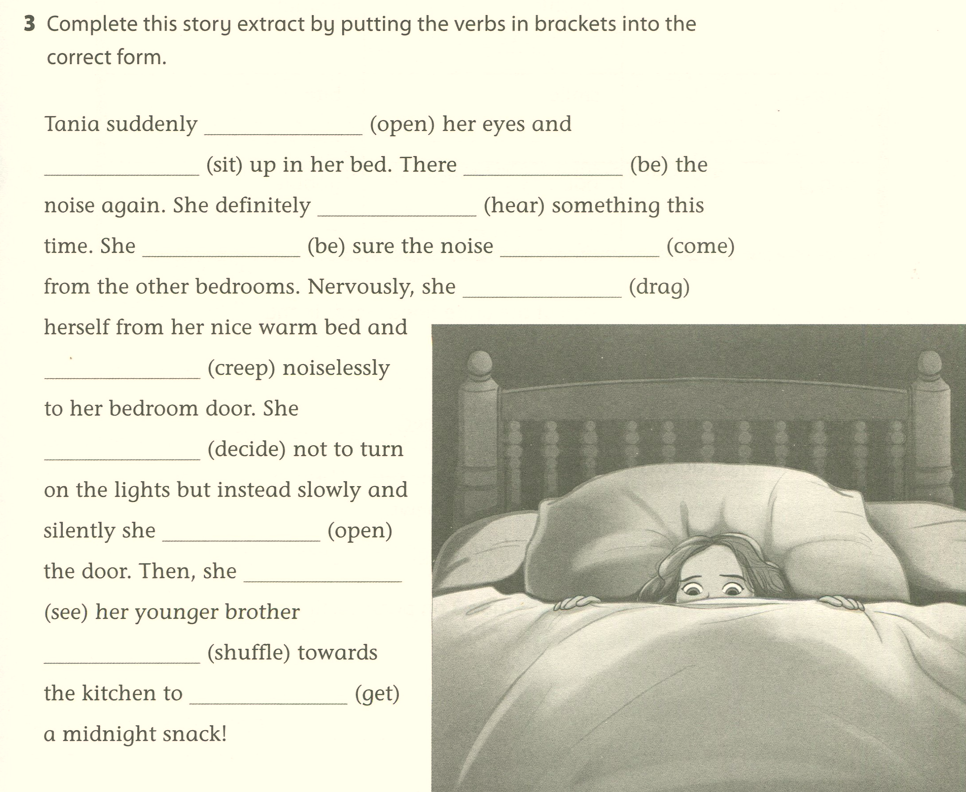 3 Complete this story extract by putting the verbs in brackets into the
correct form.
Tania suddenly ______________ (open) her eyes and
______________ (sit) up in her bed. There ______________ (be) the
noise again. She definitely ______________ (hear) something this
time. She ______________ (be) sure the noise ______________ (come)
from the other bedrooms. Nervously, she ______________ (drag)
herself from her nice warm bed and
______________ (creep) noiselessly
to her bedroom door. She
______________ (decide) not to turn
on the lights but instead slowly and
silently she ______________ (open)
the door. Then, she ______________
(see) her younger brother
______________ (shuffle) towards
the kitchen to ______________ (get)
a midnight snack!